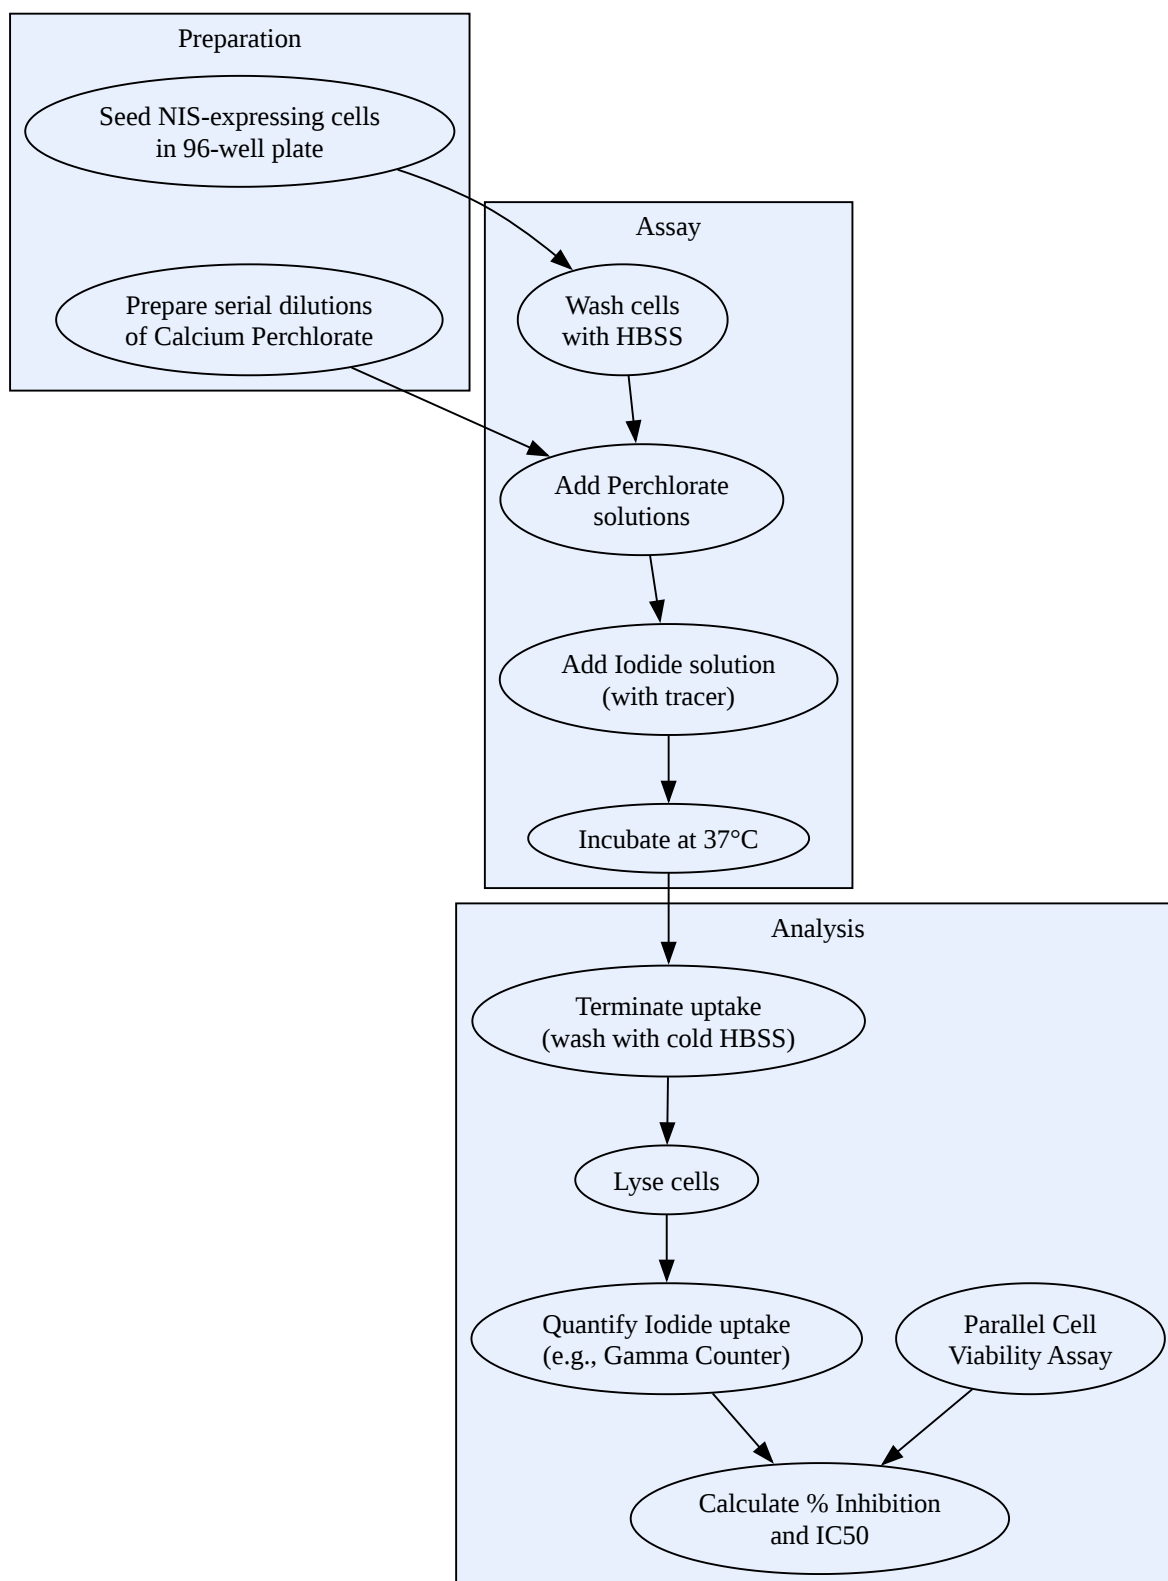 Preparation
Seed NIS-expressing cells
in 96-well plate
Prepare serial dilutions
of Calcium Perchlorate
Assay
Wash cells
with HBSS
Add Perchlorate
solutions
Add Iodide solution
(with tracer)
Incubate at 37°C
Analysis
Terminate uptake
(wash with cold HBSS)
Lyse cells
Quantify Iodide uptake
(e.g., Gamma Counter)
Parallel Cell
Viability Assay
Calculate % Inhibition
and IC50